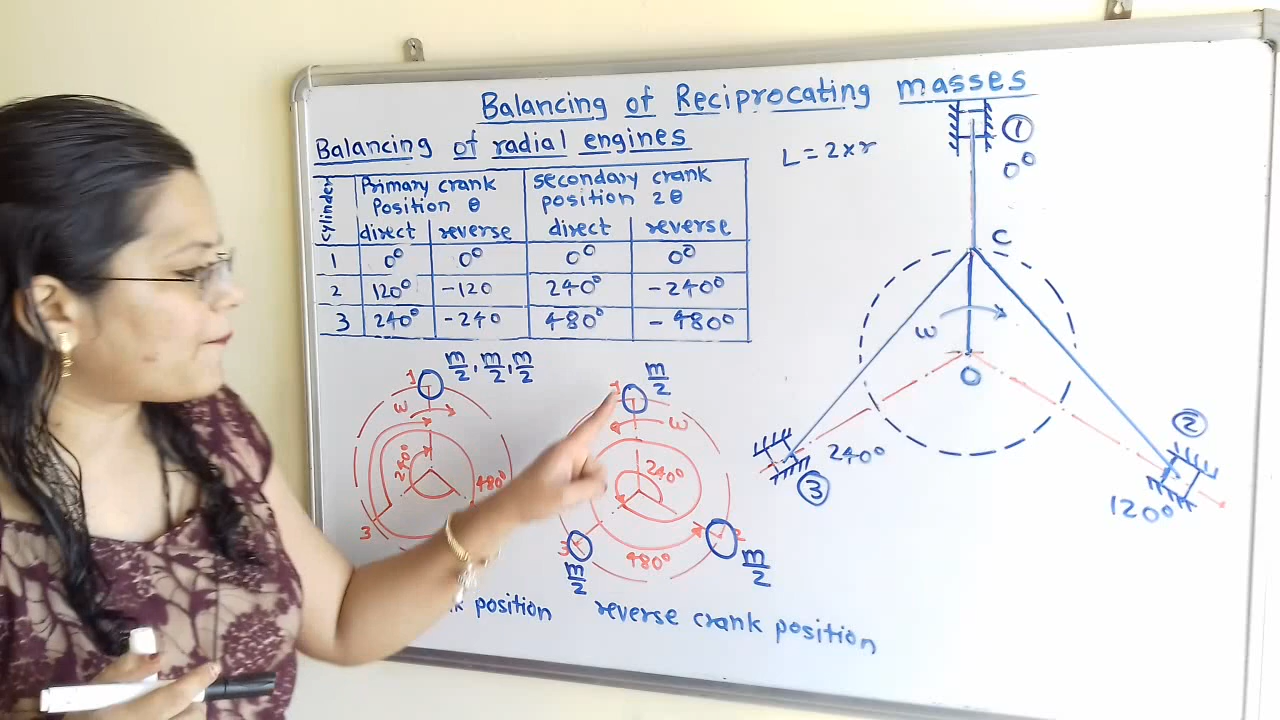 Balancing of Reciprocating masses
Balancing of radial engines
L = 2 × r
cylinder
Primary crank Position θ
secondary crank position 2θ
direct reverse direct reverse
1 0° 0° 0° 0°
2 120° -120 240° -240°
3 240° -240 480° -480°
1 m/2, m/2, m/2
ω
240°
480°
3
position
1 m/2
ω
240°
480°
3 m/2
2 m/2
reverse crank position
①
0°
C
ω
O
240°
③
②
120°